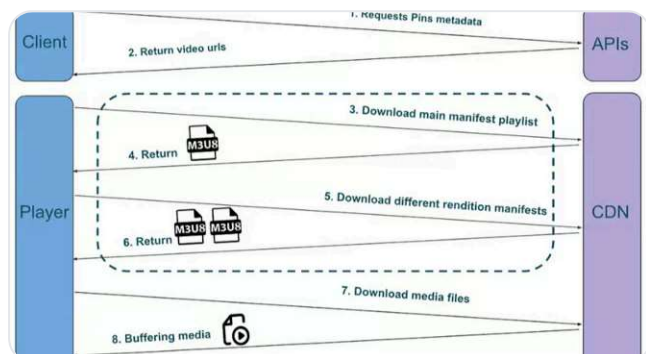 1. Requests Pins metadata
Client
APIs
2. Return video urls
3. Download main manifest playlist
4. Return
M3U8
5. Download different rendition manifests
Player
CDN
6. Return
M3U8
M3U8
7. Download media files
8. Buffering media